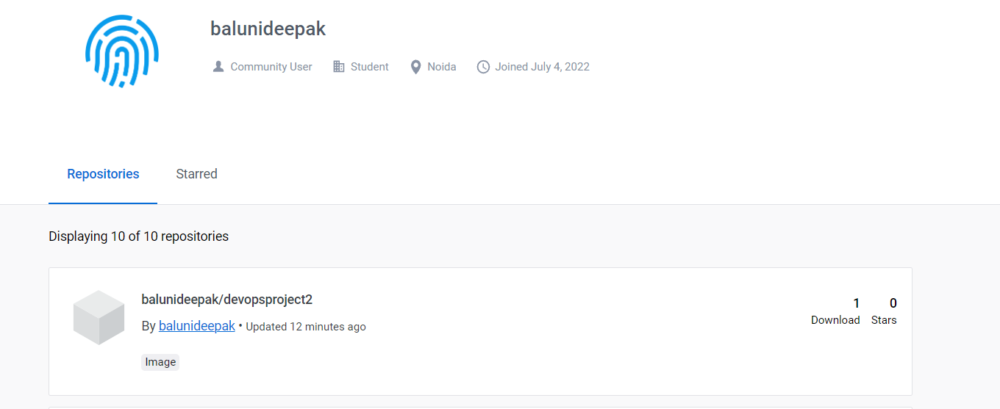 balunideepak
Community User Student Noida Joined July 4, 2022
Repositories Starred
Displaying 10 of 10 repositories
balunideepak/devopsproject2
1 0
Download Stars
By balunideepak • Updated 12 minutes ago
Image